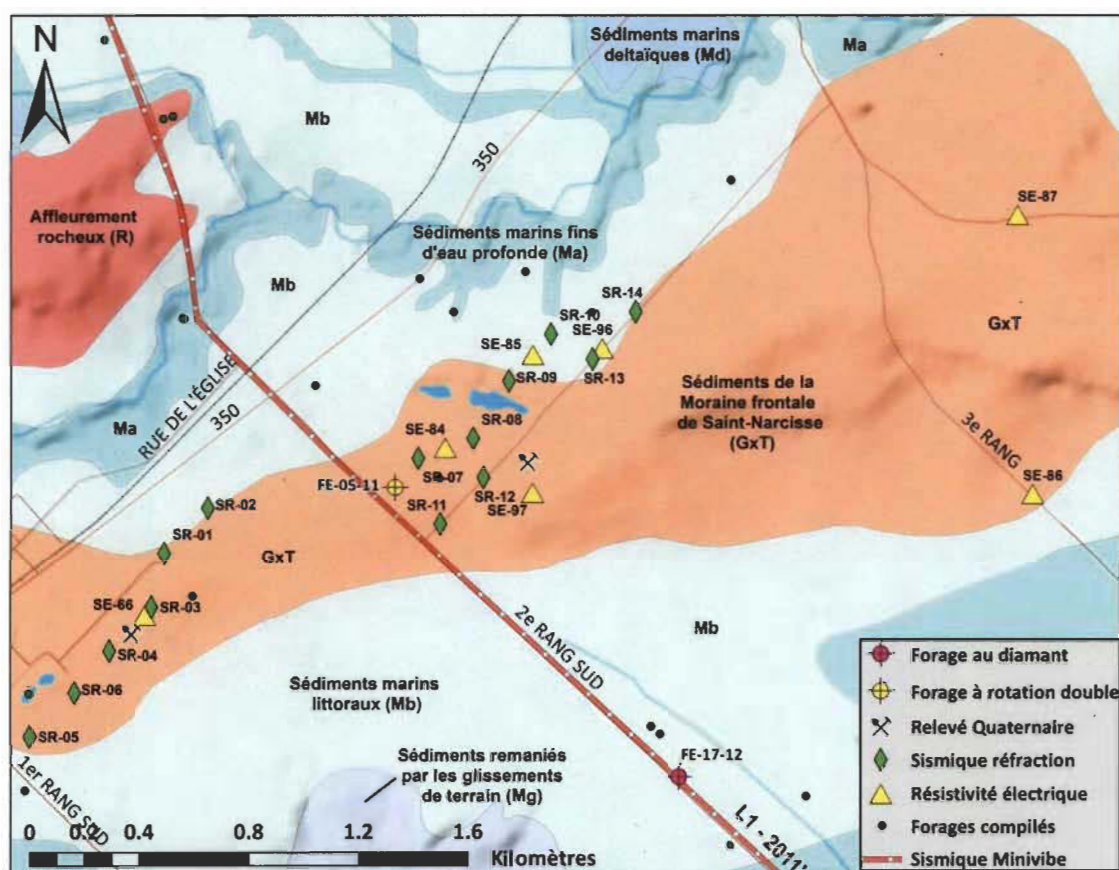 N
Sédiments marins
deltaïques (Md)
Ma
Mb
350
SE-87
Affleurement
rocheux (R)
Sédiments marins fins
d'eau profonde (Ma)
Mb
SR-14
SR-10
SE-96
GxT
SE-85
SR-09
SR-13
Sédiments de la
Moraine frontale
de Saint-Narcisse
(GxT)
RUE DE L'ÉGLISE
350
Ma
SR-08
SE-84
3e RANG
SR-07
FE-05-11
SR-12
SE-86
SR-02
SR-11
SE-97
SR-01
GxT
SE-66
SR-03
2e RANG SUD
Mb
SR-04
Sédiments marins
littoraux (Mb)
SR-06
SR-05
1er RANG SUD
Sédiments remaniés
par les glissements
de terrain (Mg)
FE-17-12
L1 - 2011
0 0.2 0.4 0.8 1.2 1.6
Kilomètres
Forage au diamant
Forage à rotation double
Relevé Quaternaire
Sismique réfraction
Résistivité électrique
Forages compilés
Sismique Minivibe